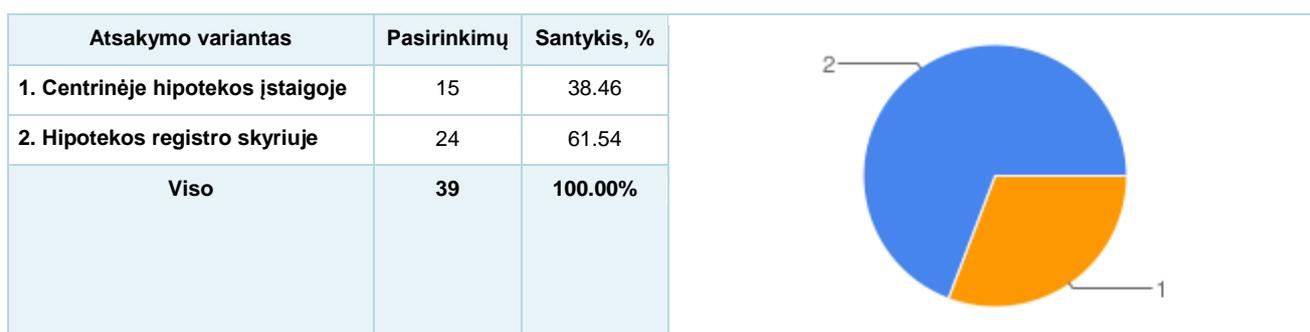 Atsakymo variantas Pasirinkimų Santykis, %
1. Centrinėje hipotekos įstaigoje 15 38.46
2. Hipotekos registro skyriuje 24 61.54
Viso 39 100.00%
2
1